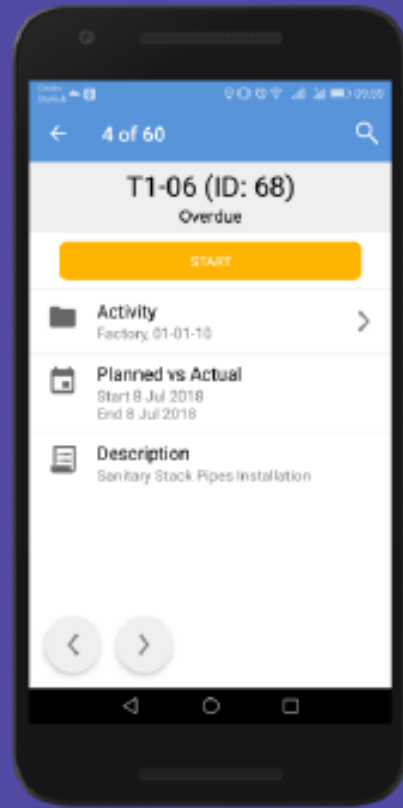 4 of 60
T1-06 (ID: 68)
Overdue
START
Activity
Factory, 01-01-10
Planned vs Actual
Start 8 Jul 2018
End 8 Jul 2018
Description
Sanitary Stack Pipes Installation